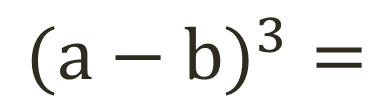 (a − b)³ =